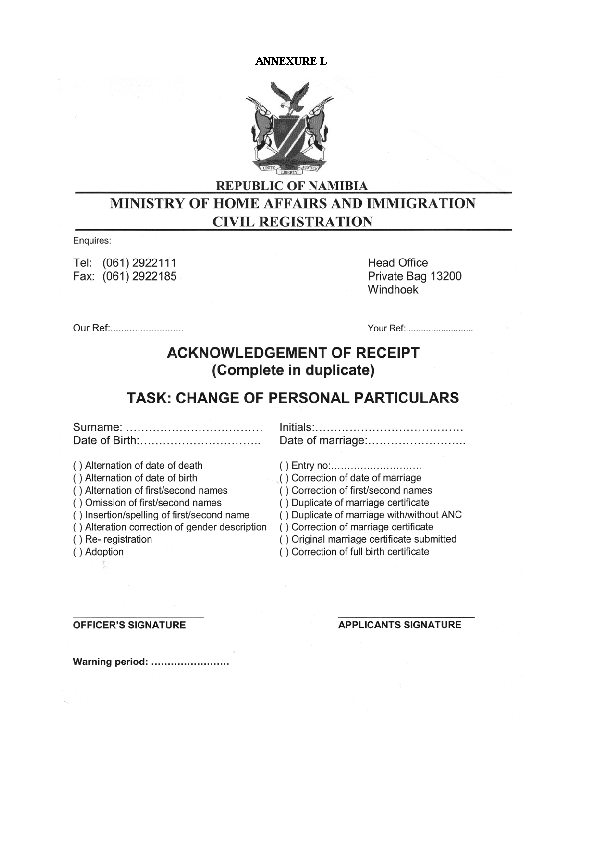 ANNEXURE L
LIBERTY
REPUBLIC OF NAMIBIA
MINISTRY OF HOME AFFAIRS AND IMMIGRATION
CIVIL REGISTRATION
Enquires:
Tel: (061) 2922111
Fax: (061) 2922185
Head Office
Private Bag 13200
Windhoek
Our Ref:...........................
Your Ref:.........................
ACKNOWLEDGEMENT OF RECEIPT
(Complete in duplicate)
TASK: CHANGE OF PERSONAL PARTICULARS
Surname: ………………………………
Initials:…………………………………
Date of Birth:…………………………..
Date of marriage:…………………….
( ) Alternation of date of death
( ) Alternation of date of birth
( ) Alternation of first/second names
( ) Omission of first/second names
( ) Insertion/spelling of first/second name
( ) Alteration correction of gender description
( ) Re- registration
( ) Adoption
( ) Entry no:……………………….
( ) Correction of date of marriage
( ) Correction of first/second names
( ) Duplicate of marriage certificate
( ) Duplicate of marriage with/without ANC
( ) Correction of marriage certificate
( ) Original marriage certificate submitted
( ) Correction of full birth certificate
OFFICER'S SIGNATURE
APPLICANTS SIGNATURE
Warning period: ……………………